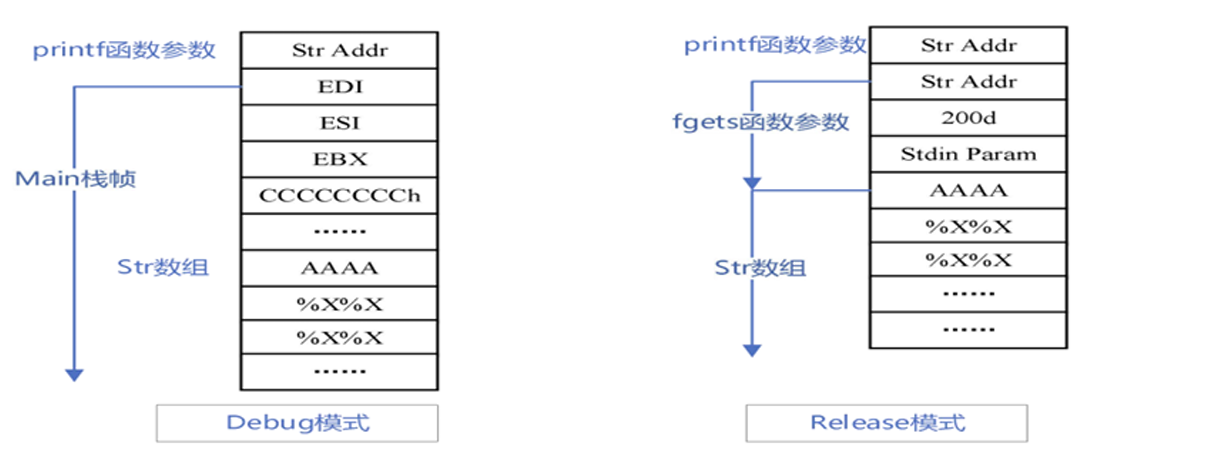 printf函数参数
Str Addr
EDI
ESI
EBX
Main栈帧
CCCCCCCCh
······
Str数组
AAAA
%X%X
%X%X
······
Debug模式
printf函数参数
Str Addr
Str Addr
fgets函数参数
200d
Stdin Param
AAAA
%X%X
Str数组
%X%X
······
······
Release模式